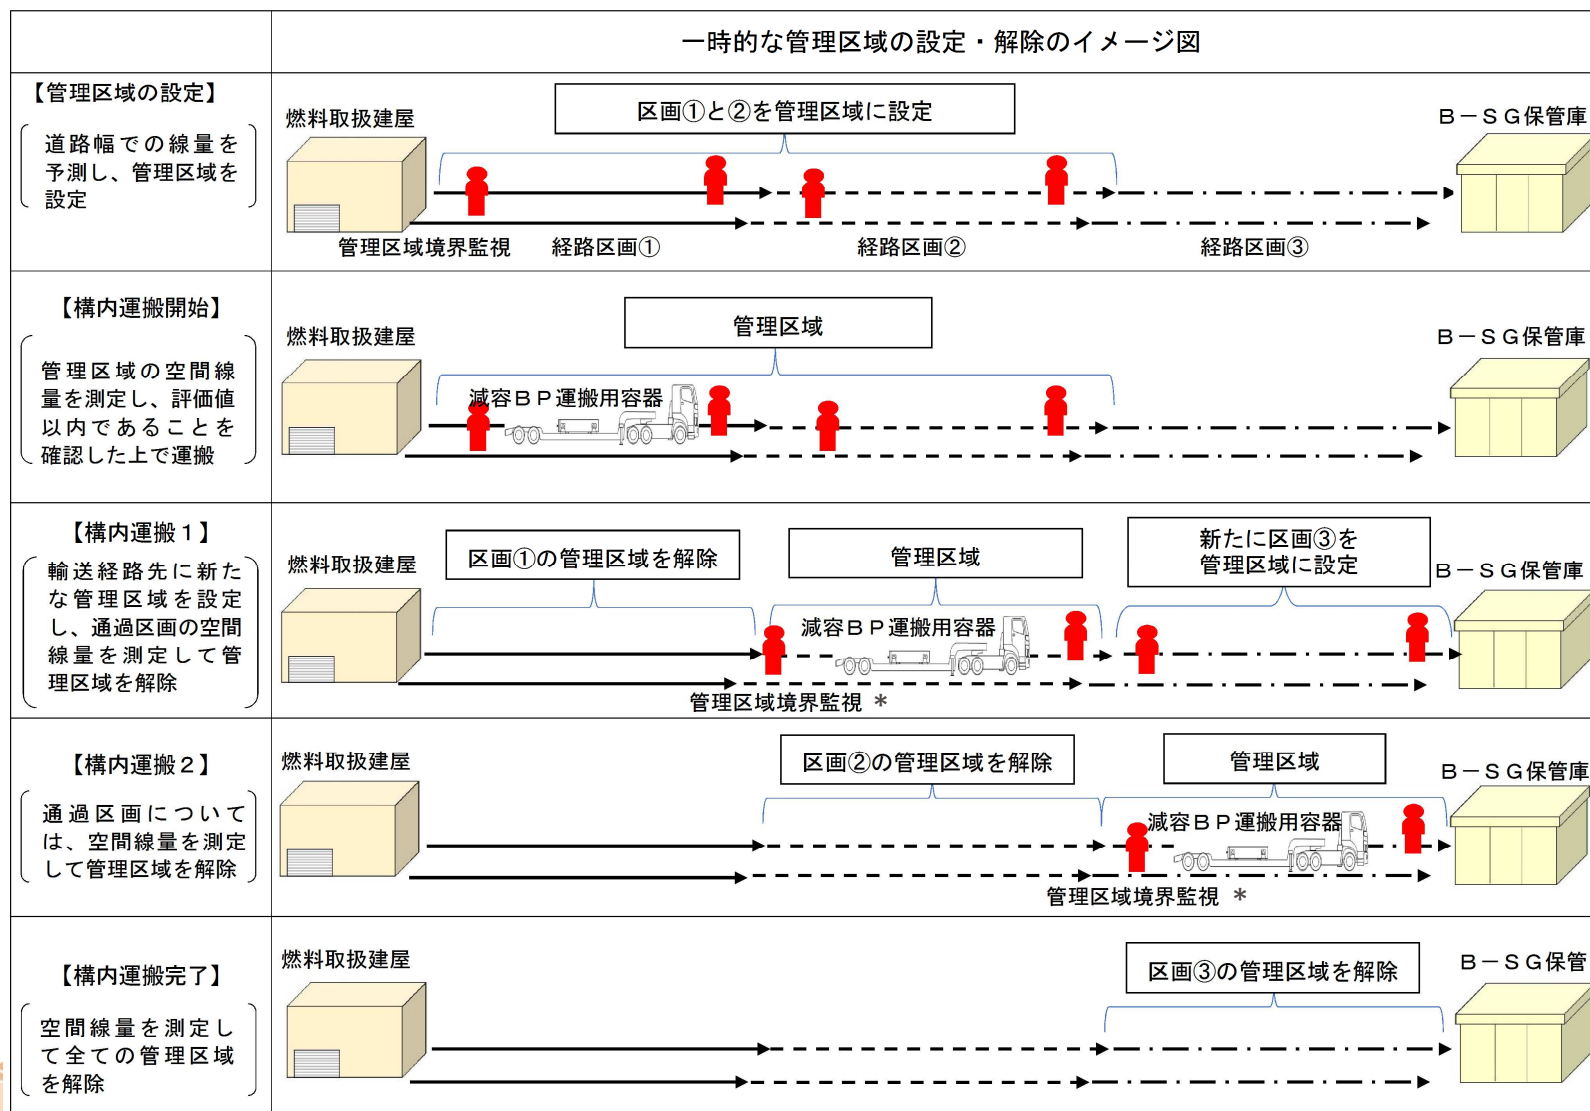 一時的な管理区域の設定・解除のイメージ図
【管理区域の設定】
道路幅での線量を
予測し、管理区域を
設定
燃料取扱建屋
区画①と②を管理区域に設定
B－SG保管庫
管理区域境界監視
経路区画①
経路区画②
経路区画③
【構内運搬開始】
管理区域の空間線
量を測定し、評価値
以内であることを
確認した上で運搬
燃料取扱建屋
管理区域
B－SG保管庫
減容BP運搬用容器
【構内運搬1】
輸送経路先に新た
な管理区域を設定
し、通過区画の空間
線量を測定して管
理区域を解除
燃料取扱建屋
区画①の管理区域を解除
管理区域
新たに区画③を
管理区域に設定
B－SG保管庫
減容BP運搬用容器
管理区域境界監視 *
【構内運搬2】
通過区画について
は、空間線量を測定
して管理区域を解除
燃料取扱建屋
区画②の管理区域を解除
管理区域
B－SG保管庫
減容BP運搬用容器
管理区域境界監視 *
【構内運搬完了】
空間線量を測定し
て全ての管理区域
を解除
燃料取扱建屋
区画③の管理区域を解除
B－SG保管